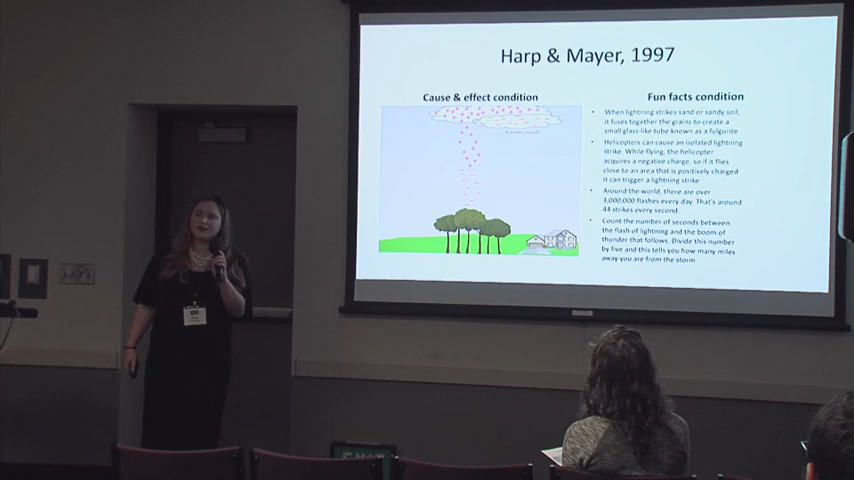 Harp & Mayer, 1997
Cause & effect condition
Fun facts condition
When lightning strikes sand or sandy soil,
it fuses together the grains to create a
small glass-like tube known as a fulgurite
Helicopters can cause an isolated lightning
strike. While flying, the helicopter
acquires a negative charge, so if it flies
close to an area that is positively charged
it can trigger a lightning strike
Around the world, there are over
3,000,000 flashes every day. That's around
44 strikes every second.
Count the number of seconds between
the flash of lightning and the boom of
thunder that follows. Divide this number
by five and this tells you how many miles
away you are from the storm